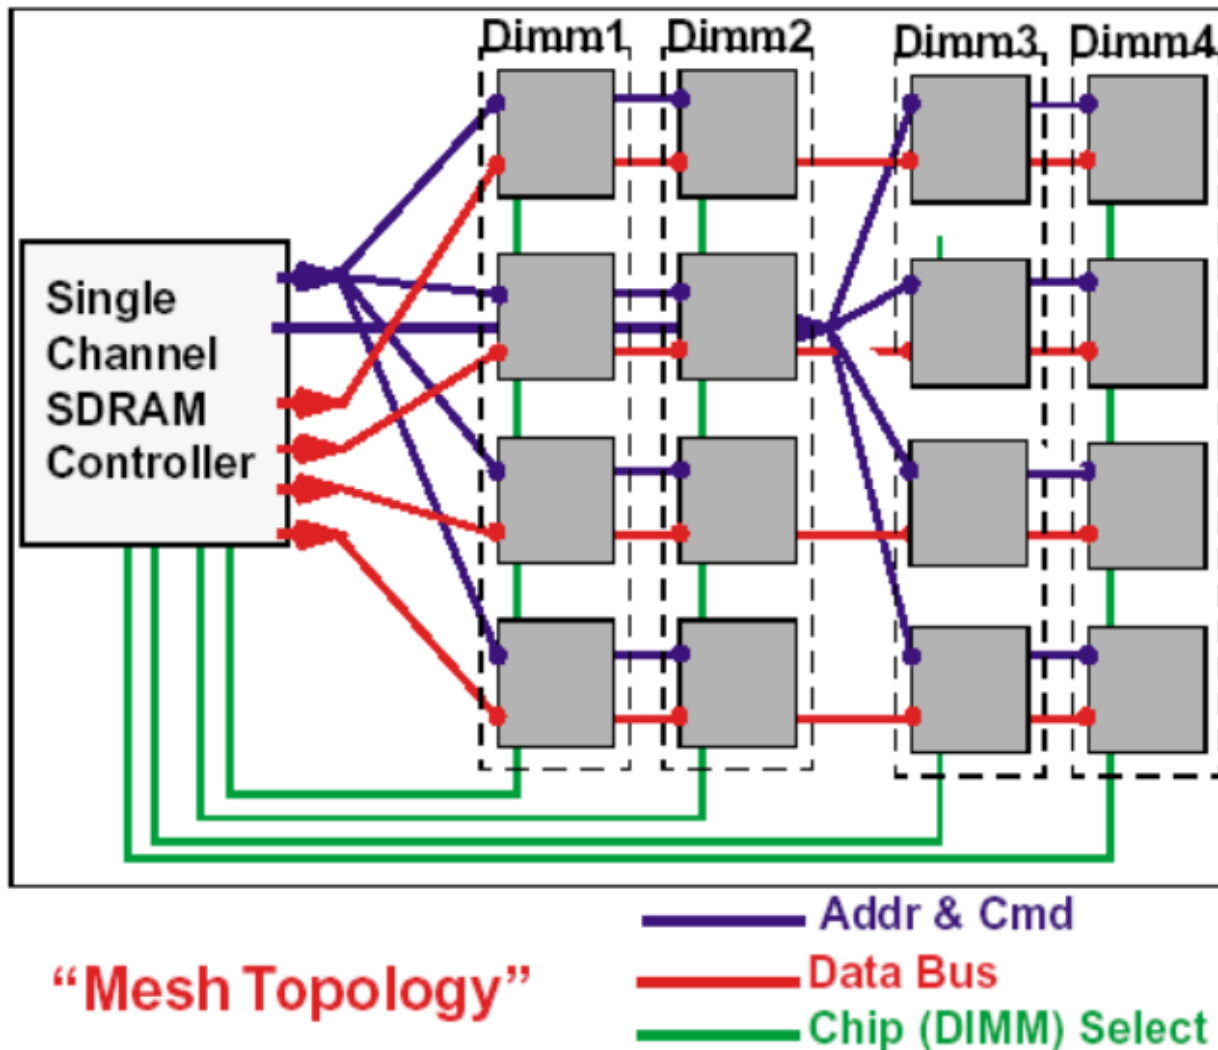 Dimm1 Dimm2 Dimm3 Dimm4
Single
Channel
SDRAM
Controller
Addr & Cmd
“Mesh Topology”
Data Bus
Chip (DIMM) Select